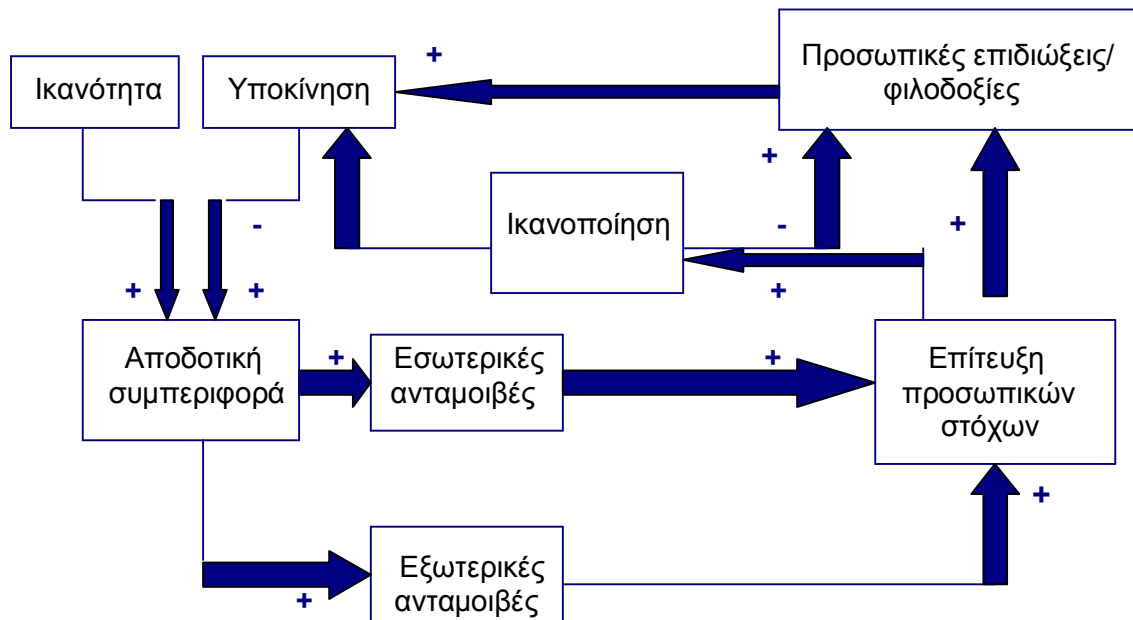 +
Ικανότητα
Υποκίνηση
Προσωπικές επιδιώξεις/
φιλοδοξίες
+
Ικανοποίηση
-
-
+
+
+
+
Αποδοτική
συμπεριφορά
+
Εσωτερικές
ανταμοιβές
+
Επίτευξη
προσωπικών
στόχων
+
Εξωτερικές
ανταμοιβές
+